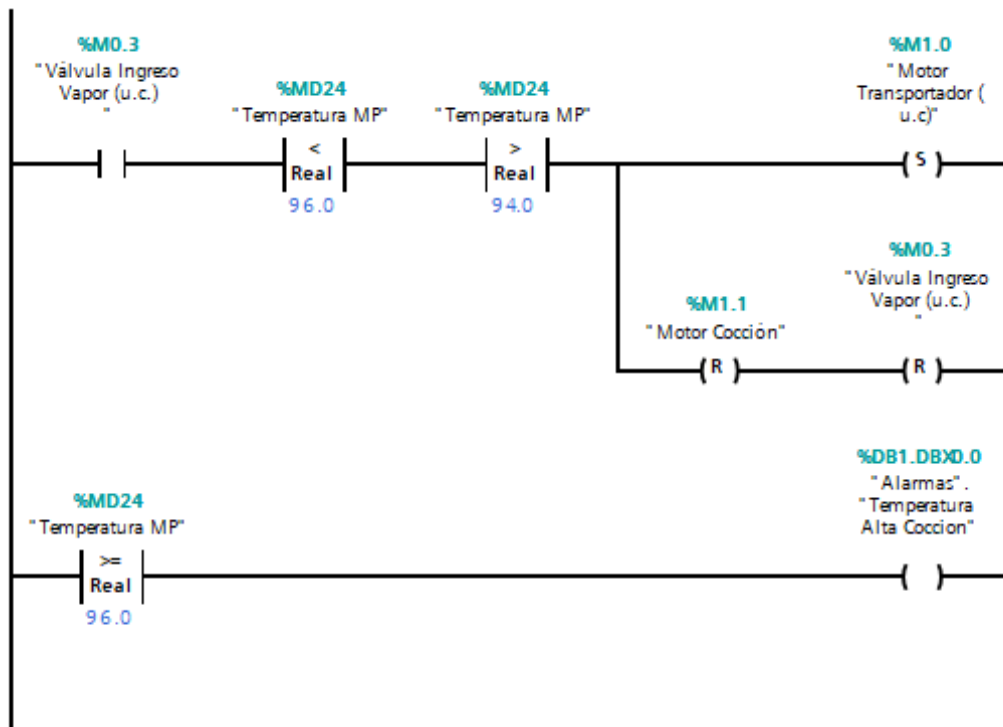 %M0.3
"Válvula Ingreso
Vapor (u.c.)
"
%MD24
"Temperatura MP"
<
Real
96.0
%MD24
"Temperatura MP"
>
Real
94.0
%M1.0
"Motor
Transportador (
u.c)"
S
%M1.1
"Motor Cocción"
R
%M0.3
"Válvula Ingreso
Vapor (u.c.)
"
R
%MD24
"Temperatura MP"
>=
Real
96.0
%DB1.DBX0.0
"Alarmas".
"Temperatura
Alta Coccion"